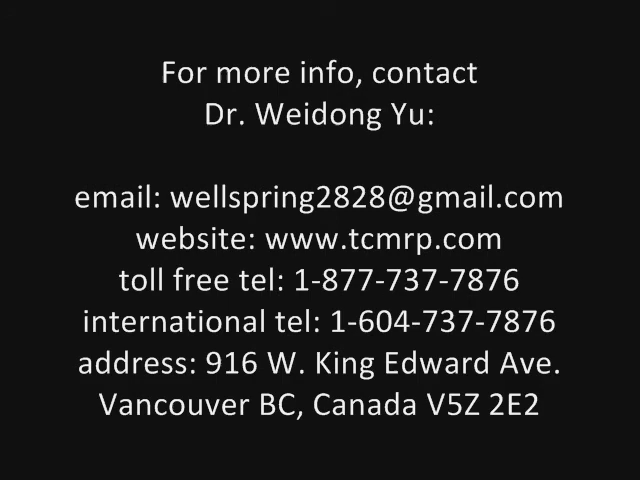 For more info, contact
Dr. Weidong Yu:
email: wellspring2828@gmail.com
website: www.tcmrp.com
toll free tel: 1-877-737-7876
international tel: 1-604-737-7876
address: 916 W. King Edward Ave.
Vancouver BC, Canada V5Z 2E2